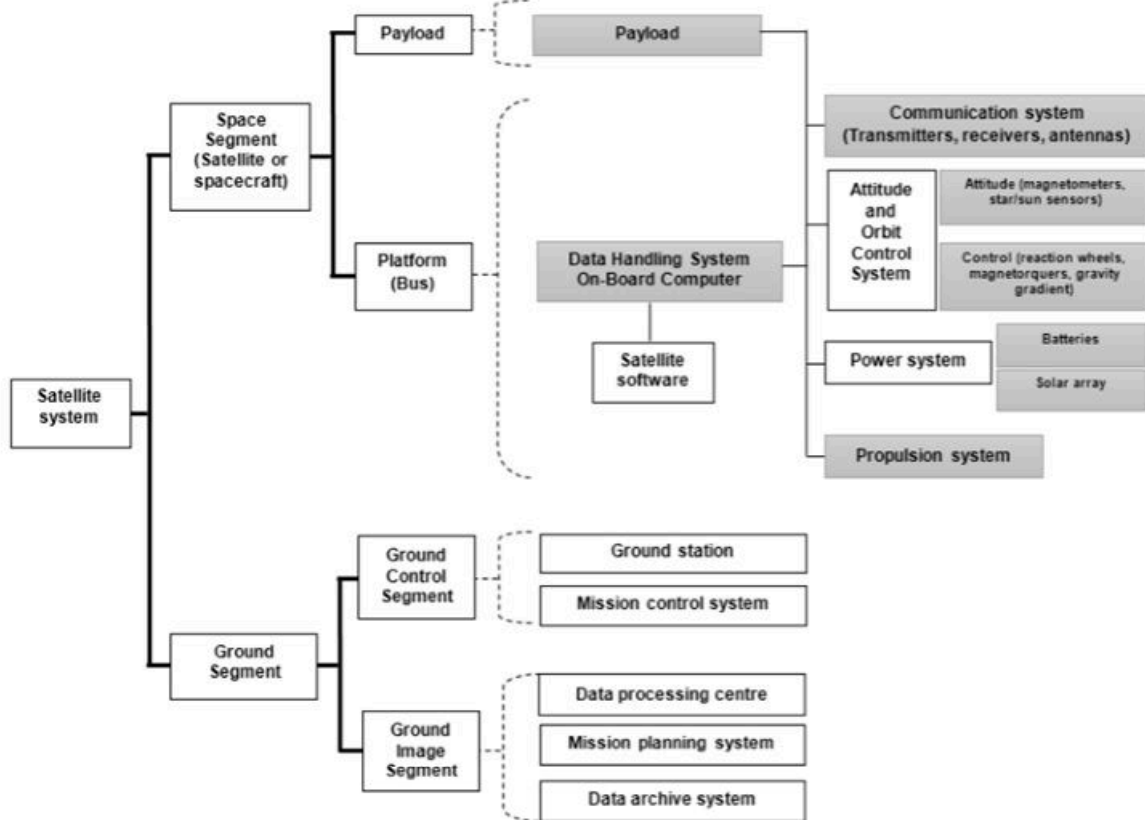 Payload
Payload
Space
Segment
(Satellite or
spacecraft)
Communication system
(Transmitters, receivers, antennas)
Attitude
and
Orbit
Control
System
Attitude (magnetometers,
star/sun sensors)
Control (reaction wheels,
magnetorquers, gravity
gradient)
Platform
(Bus)
Data Handling System
On-Board Computer
Satellite
software
Power system
Batteries
Solar array
Satellite
system
Propulsion system
Ground
Control
Segment
Ground station
Mission control system
Ground
Segment
Ground
Image
Segment
Data processing centre
Mission planning system
Data archive system